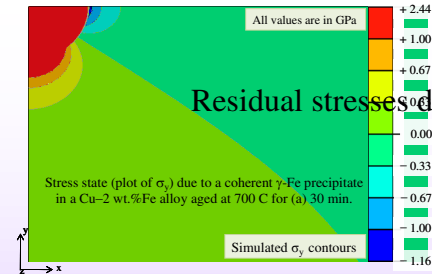 All values are in GPa
+ 2.44
+ 1.00
+ 0.67
Residual stresses d
0.00
− 0.33
− 0.67
− 1.00
− 1.16
Stress state (plot of σy) due to a coherent γ-Fe precipitate
in a Cu–2 wt.%Fe alloy aged at 700 C for (a) 30 min.
Simulated σy contours
y
z
x